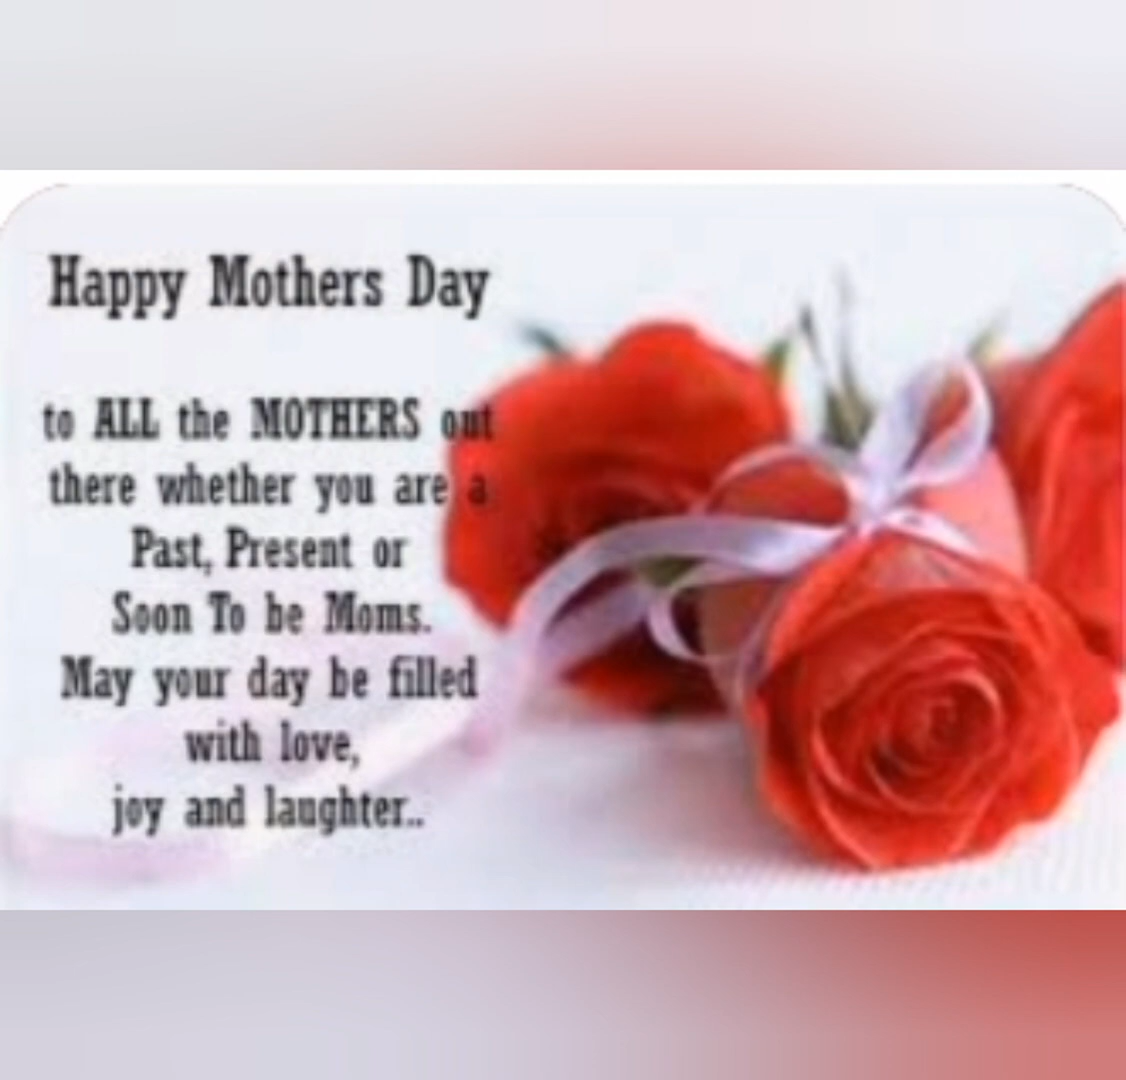 Happy Mothers Day
to ALL the MOTHERS out
there whether you are a
Past, Present or
Soon To be Moms.
May your day be filled
with love,
joy and laughter..